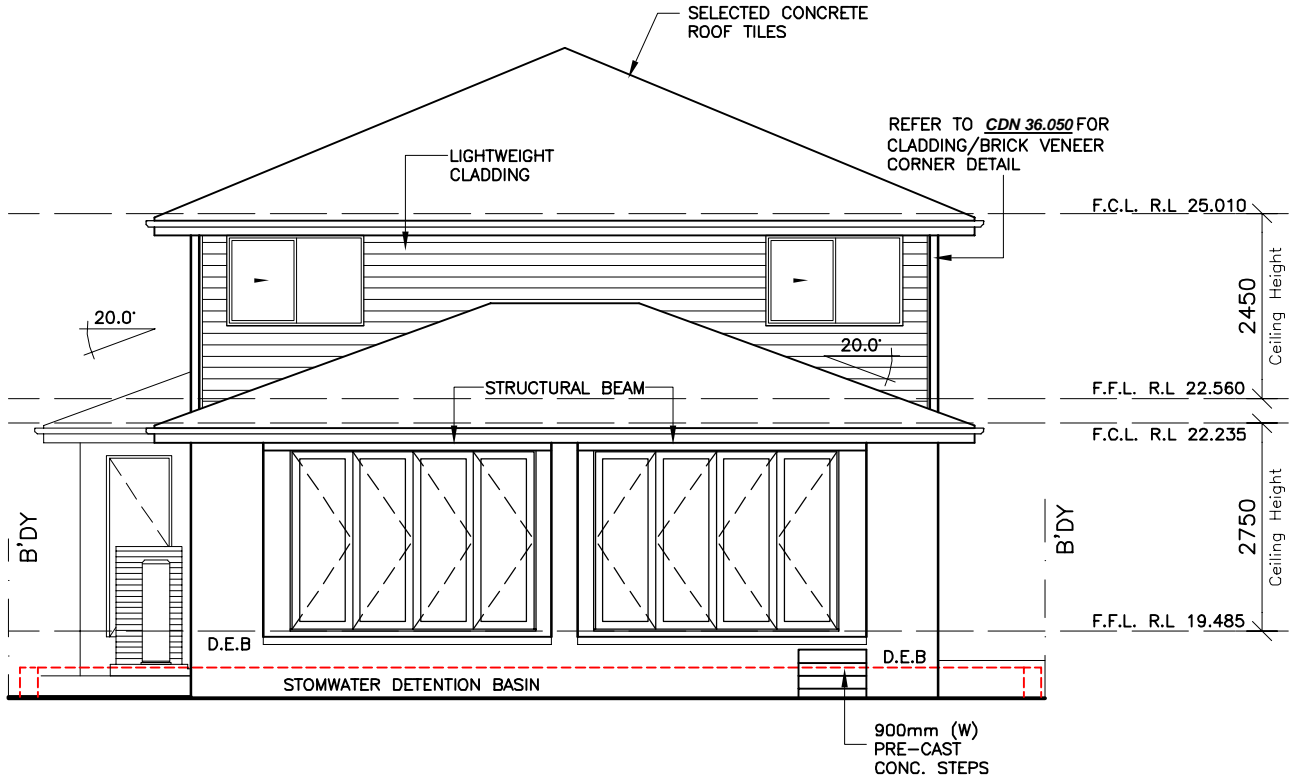 SELECTED CONCRETE
ROOF TILES
REFER TO CDN 36.050 FOR
CLADDING/BRICK VENEER
CORNER DETAIL
LIGHTWEIGHT
CLADDING
F.C.L. R.L 25.010
2450
Ceiling Height
20.0°
20.0°
STRUCTURAL BEAM
F.F.L. R.L 22.560
F.C.L. R.L 22.235
2750
Ceiling Height
B'DY
B'DY
F.F.L. R.L 19.485
D.E.B
D.E.B
STOMWATER DETENTION BASIN
900mm (W)
PRE-CAST
CONC. STEPS